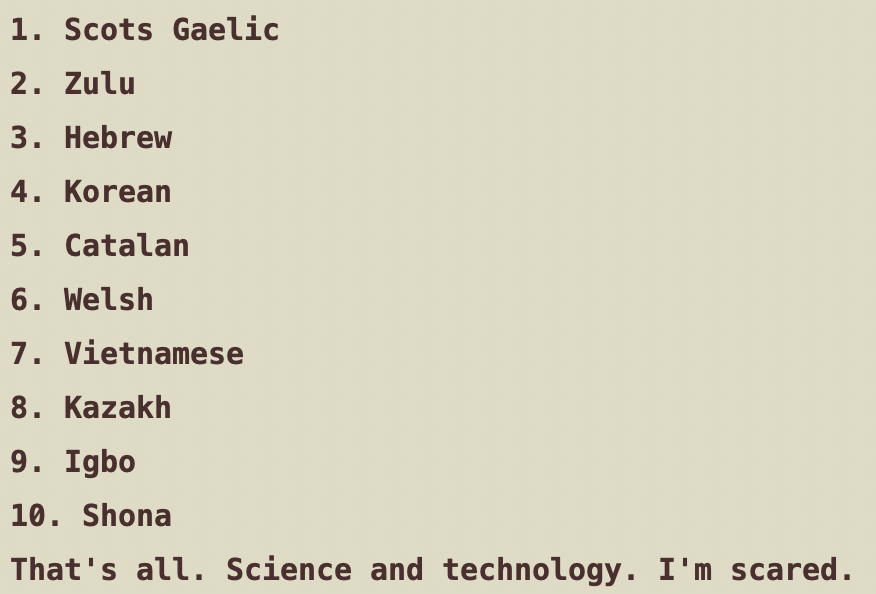 1. Scots Gaelic
2. Zulu
3. Hebrew
4. Korean
5. Catalan
6. Welsh
7. Vietnamese
8. Kazakh
9. Igbo
10. Shona
That's all. Science and technology. I'm scared.